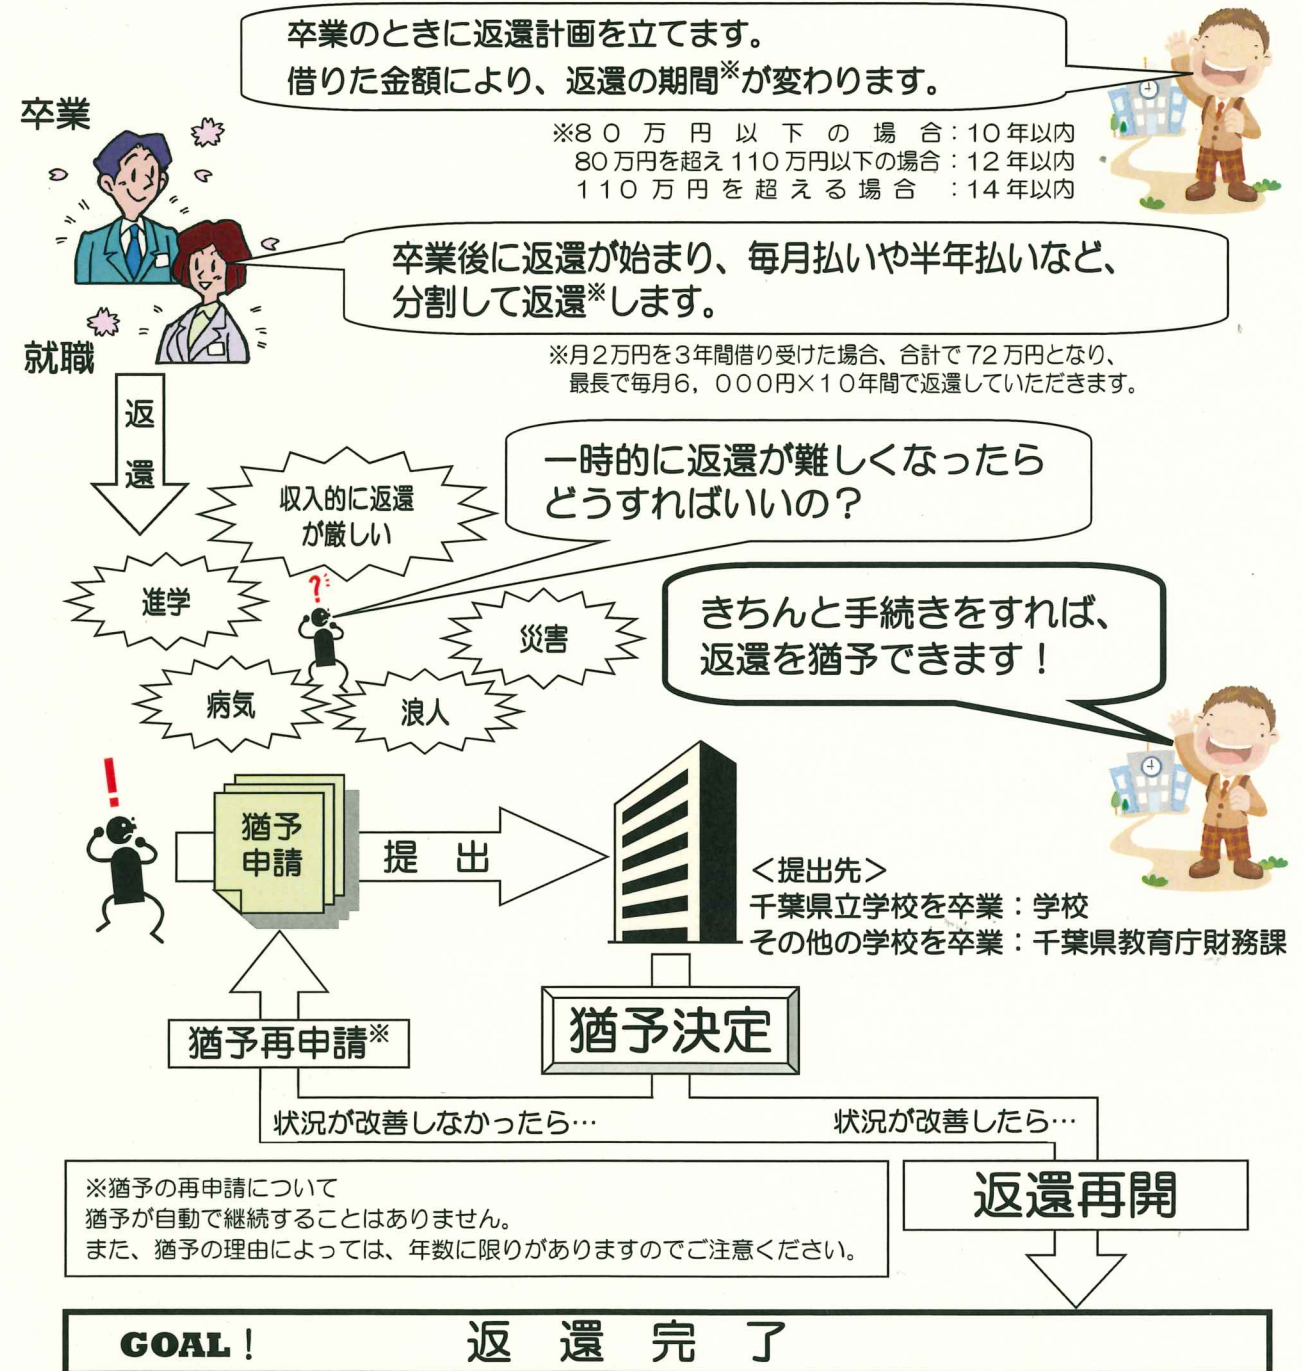 卒業のときに返還計画を立てます。
借りた金額により、返還の期間※が変わります。
卒業
※80万円以下の場合：10年以内
80万円を超え110万円以下の場合：12年以内
110万円を超える場合：14年以内
卒業後に返還が始まり、毎月払いや半年払いなど、
分割して返還※します。
就職
※月2万円を3年間借り受けた場合、合計で72万円となり、
最長で毎月6，000円×10年間で返還していただきます。
返還
一時的に返還が難しくなったら
どうすればいいの？
収入的に返還
が厳しい
進学
?
災害
病気
浪人
きちんと手続きをすれば、
返還を猶予できます！
!
猶予
申請
提出
＜提出先＞
千葉県立学校を卒業：学校
その他の学校を卒業：千葉県教育庁財務課
猶予再申請※
猶予決定
状況が改善しなかったら…
状況が改善したら…
※猶予の再申請について
猶予が自動で継続することはありません。
また、猶予の理由によっては、年数に限りがありますのでご注意ください。
返還再開
GOAL！ 返還完了